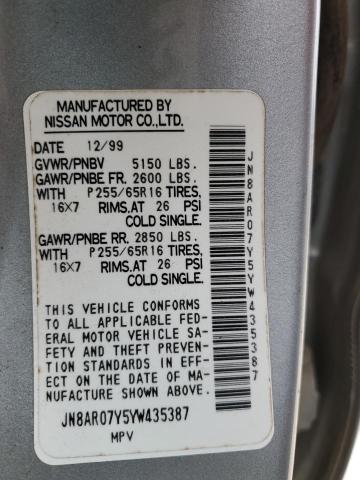 MANUFACTURED BY
NISSAN MOTOR CO.,LTD.
DATE 12/99
GVWR/PNBV 5150 LBS.
GAWR/PNBE FR. 2600 LBS.
WITH P255/65R16 TIRES,
16X7 RIMS,AT 26 PSI
COLD SINGLE.
GAWR/PNBE RR. 2850 LBS.
WITH P255/65R16 TIRES,
16X7 RIMS,AT 26 PSI
COLD SINGLE.
THIS VEHICLE CONFORMS
TO ALL APPLICABLE FED-
ERAL MOTOR VEHICLE SA-
FETY AND THEFT PREVEN-
TION STANDARDS IN EFF-
ECT ON THE DATE OF MA-
NUFACTURE SHOWN ABOVE.
JN8AR07Y5YW435387
MPV
JN8AR07Y5YW435387